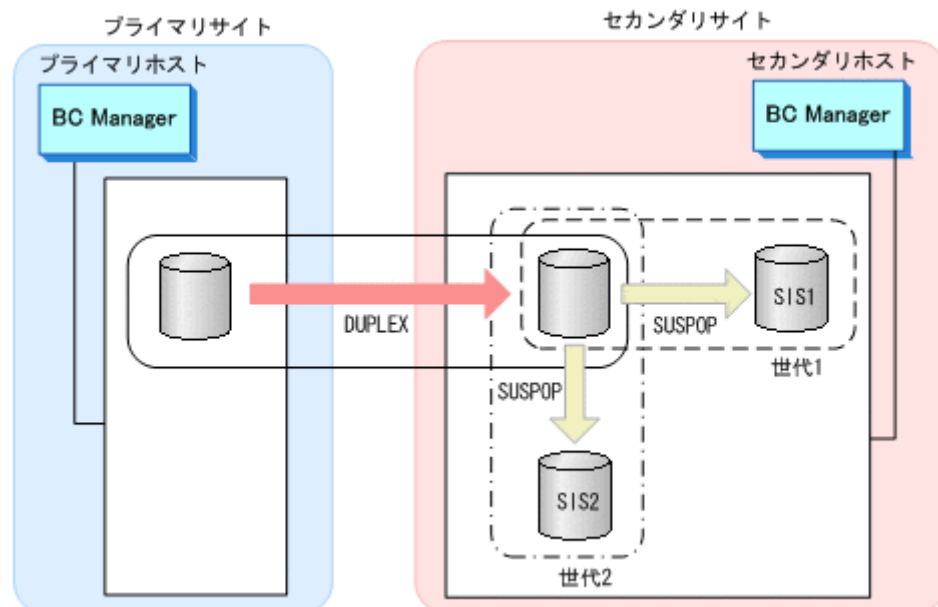 プライマリサイト
セカンダリサイト
プライマリホスト
セカンダリホスト
BC Manager
BC Manager
DUPLEX
SUSPOP
SIS1
世代1
SUSPOP
SIS2
世代2